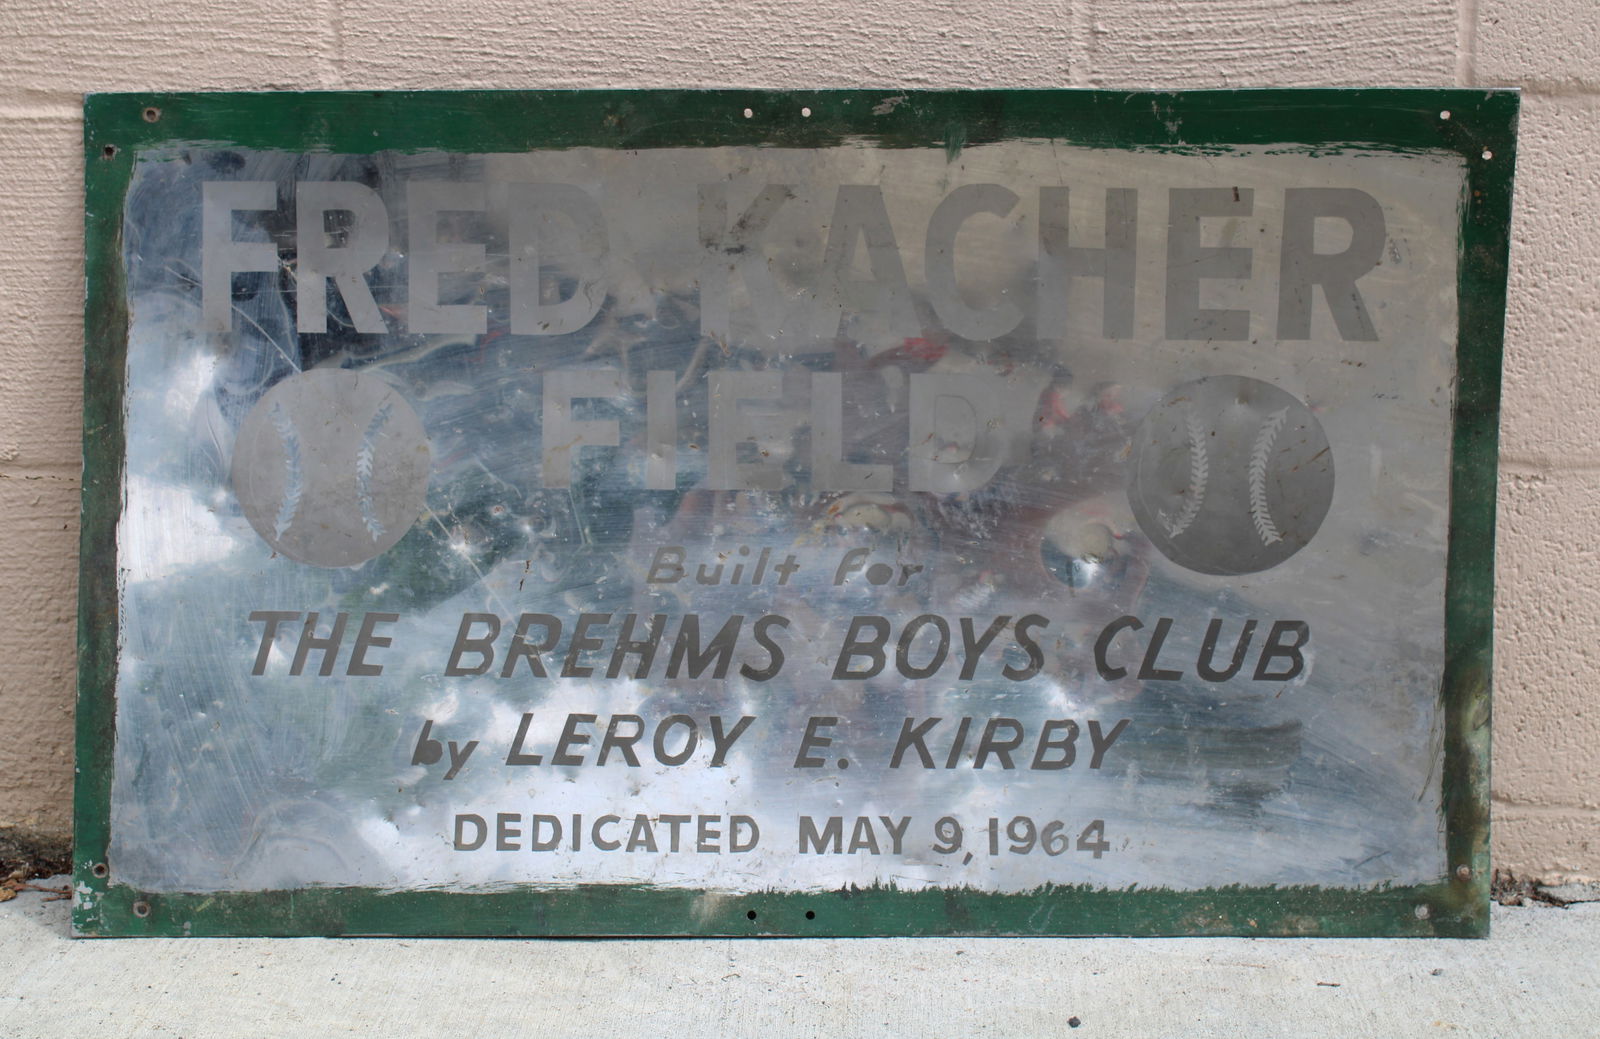 FRED KACHER
FIELD
Built for
THE BREHMS BOYS CLUB
by LEROY E. KIRBY
DEDICATED MAY 9, 1964